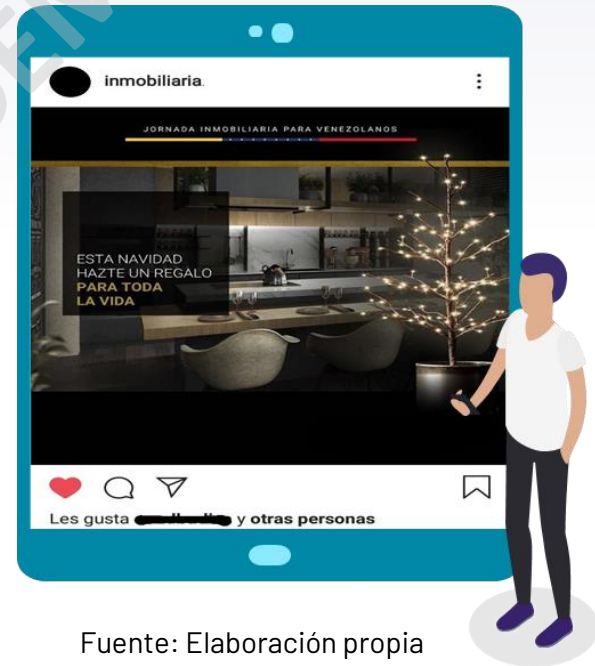 inmobiliaria.
JORNADA INMOBILIARIA PARA VENEZOLANOS
ESTA NAVIDAD
HAZTE UN REGALO
PARA TODA
LA VIDA
Les gusta y otras personas
Fuente: Elaboración propia